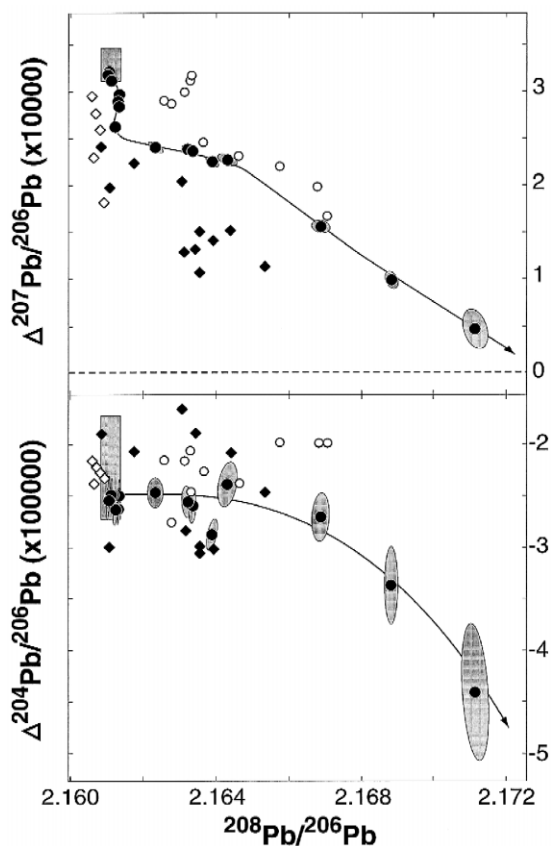 Δ²⁰⁷Pb/²⁰⁶Pb (x10000)
3
2
1
0
Δ²⁰⁴Pb/²⁰⁶Pb (x100000)
-2
-3
-4
-5
2.160 2.164 2.168 2.172
²⁰⁸Pb/²⁰⁶Pb